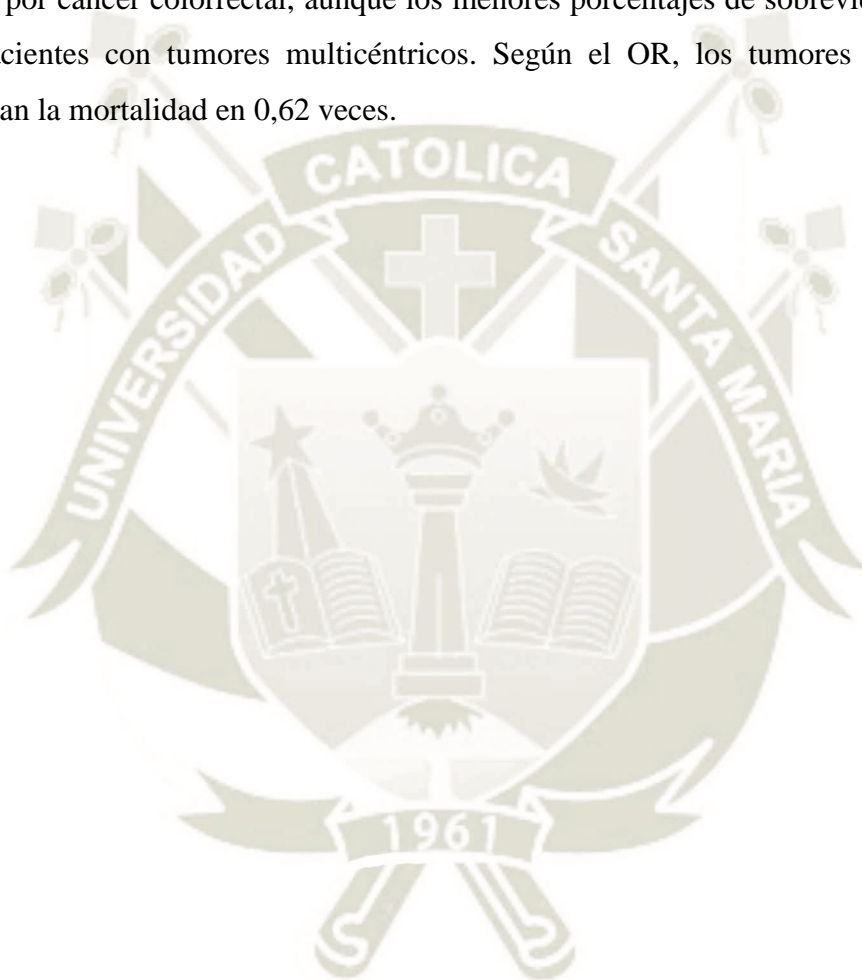 por cáncer colorrectal, aunque los menores porcentajes de sobrevi
acientes con tumores multicéntricos. Según el OR, los tumores
an la mortalidad en 0,62 veces.
UNIVERSIDAD CATOLICA SANTA MARIA
1961